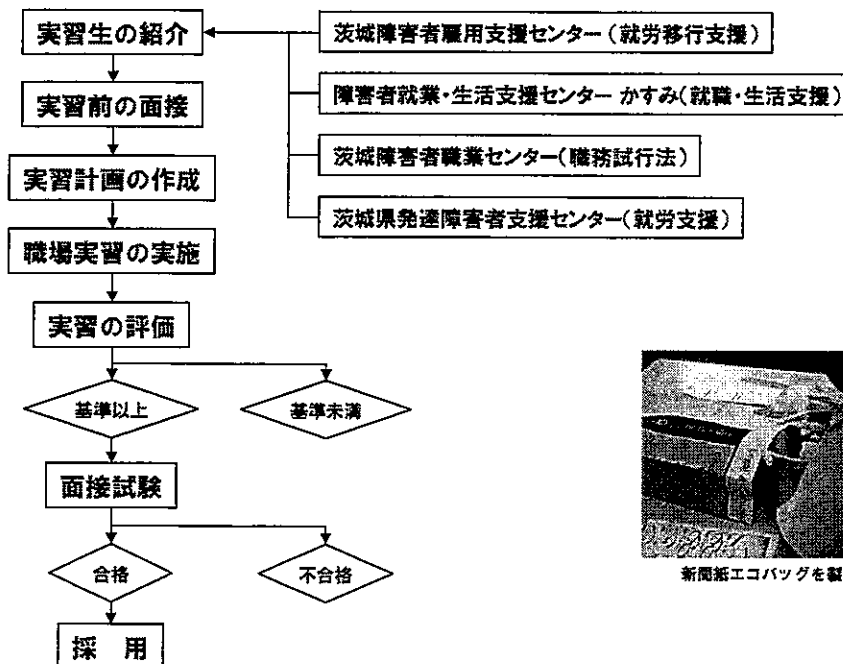 実習生の紹介
茨城障害者雇用支援センター(就労移行支援)
実習前の面接
障害者就業・生活支援センター かすみ(就職・生活支援)
実習計画の作成
茨城障害者職業センター(職務試行法)
職場実習の実施
茨城県発達障害者支援センター(就労支援)
実習の評価
基準以上
基準未満
面接試験
合格
不合格
採 用
新聞紙エコバッグを製